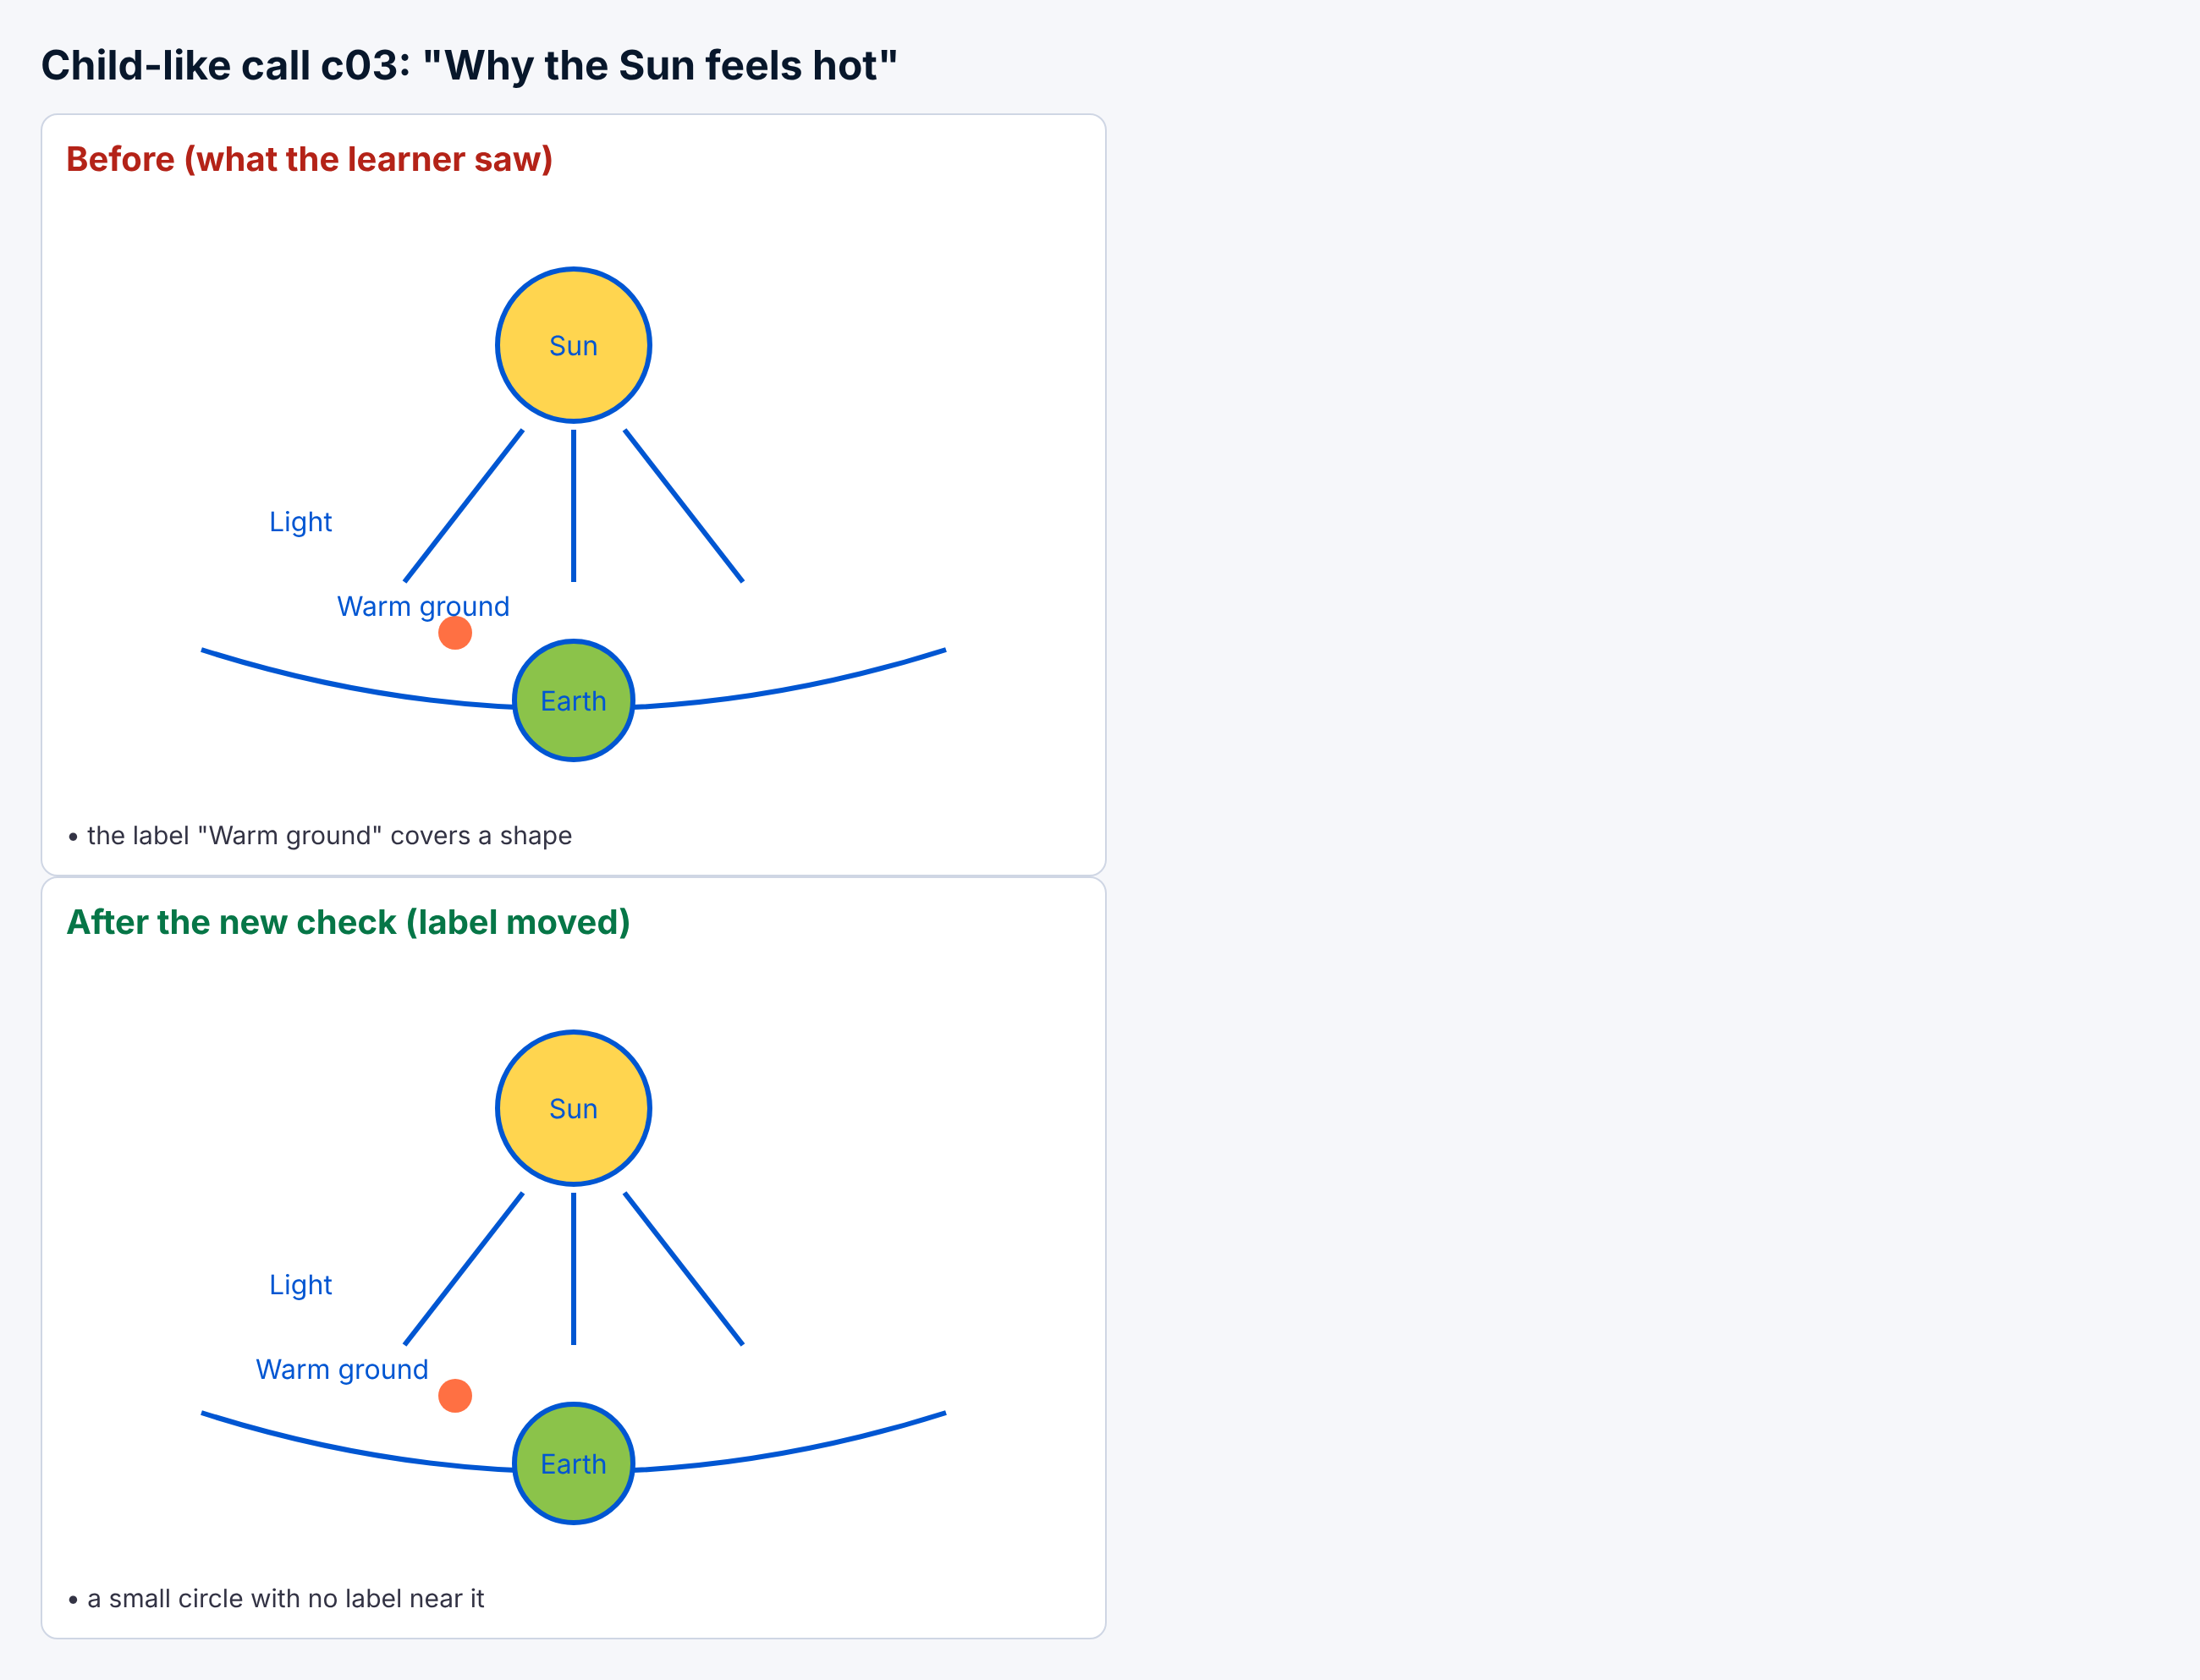 Child-like call c03: "Why the Sun feels hot"
Before (what the learner saw)
Sun
Light
Warm ground
Earth
• the label "Warm ground" covers a shape
After the new check (label moved)
Sun
Light
Warm ground
Earth
• a small circle with no label near it